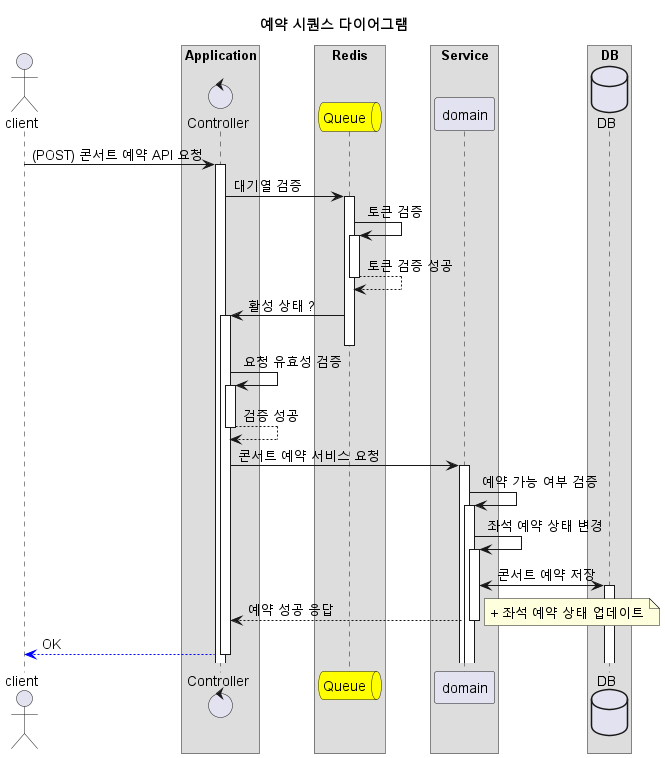 예약 시퀀스 다이어그램
Application
Redis
Service
DB
client
Controller
Queue
domain
DB
(POST) 콘서트 예약 API 요청
대기열 검증
토큰 검증
토큰 검증 성공
활성 상태 ?
요청 유효성 검증
검증 성공
콘서트 예약 서비스 요청
예약 가능 여부 검증
좌석 예약 상태 변경
콘서트 예약 저장
예약 성공 응답
+ 좌석 예약 상태 업데이트
OK
client
Controller
Queue
domain
DB